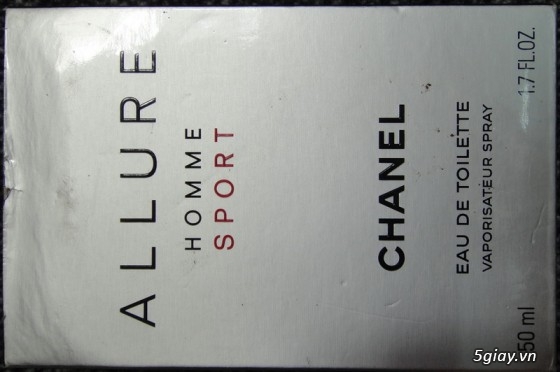 ALLURE
HOMME
SPORT
CHANEL
EAU DE TOILETTE
VAPORISATEUR SPRAY
50 ml 1.7 FL.OZ.
5giay.vn